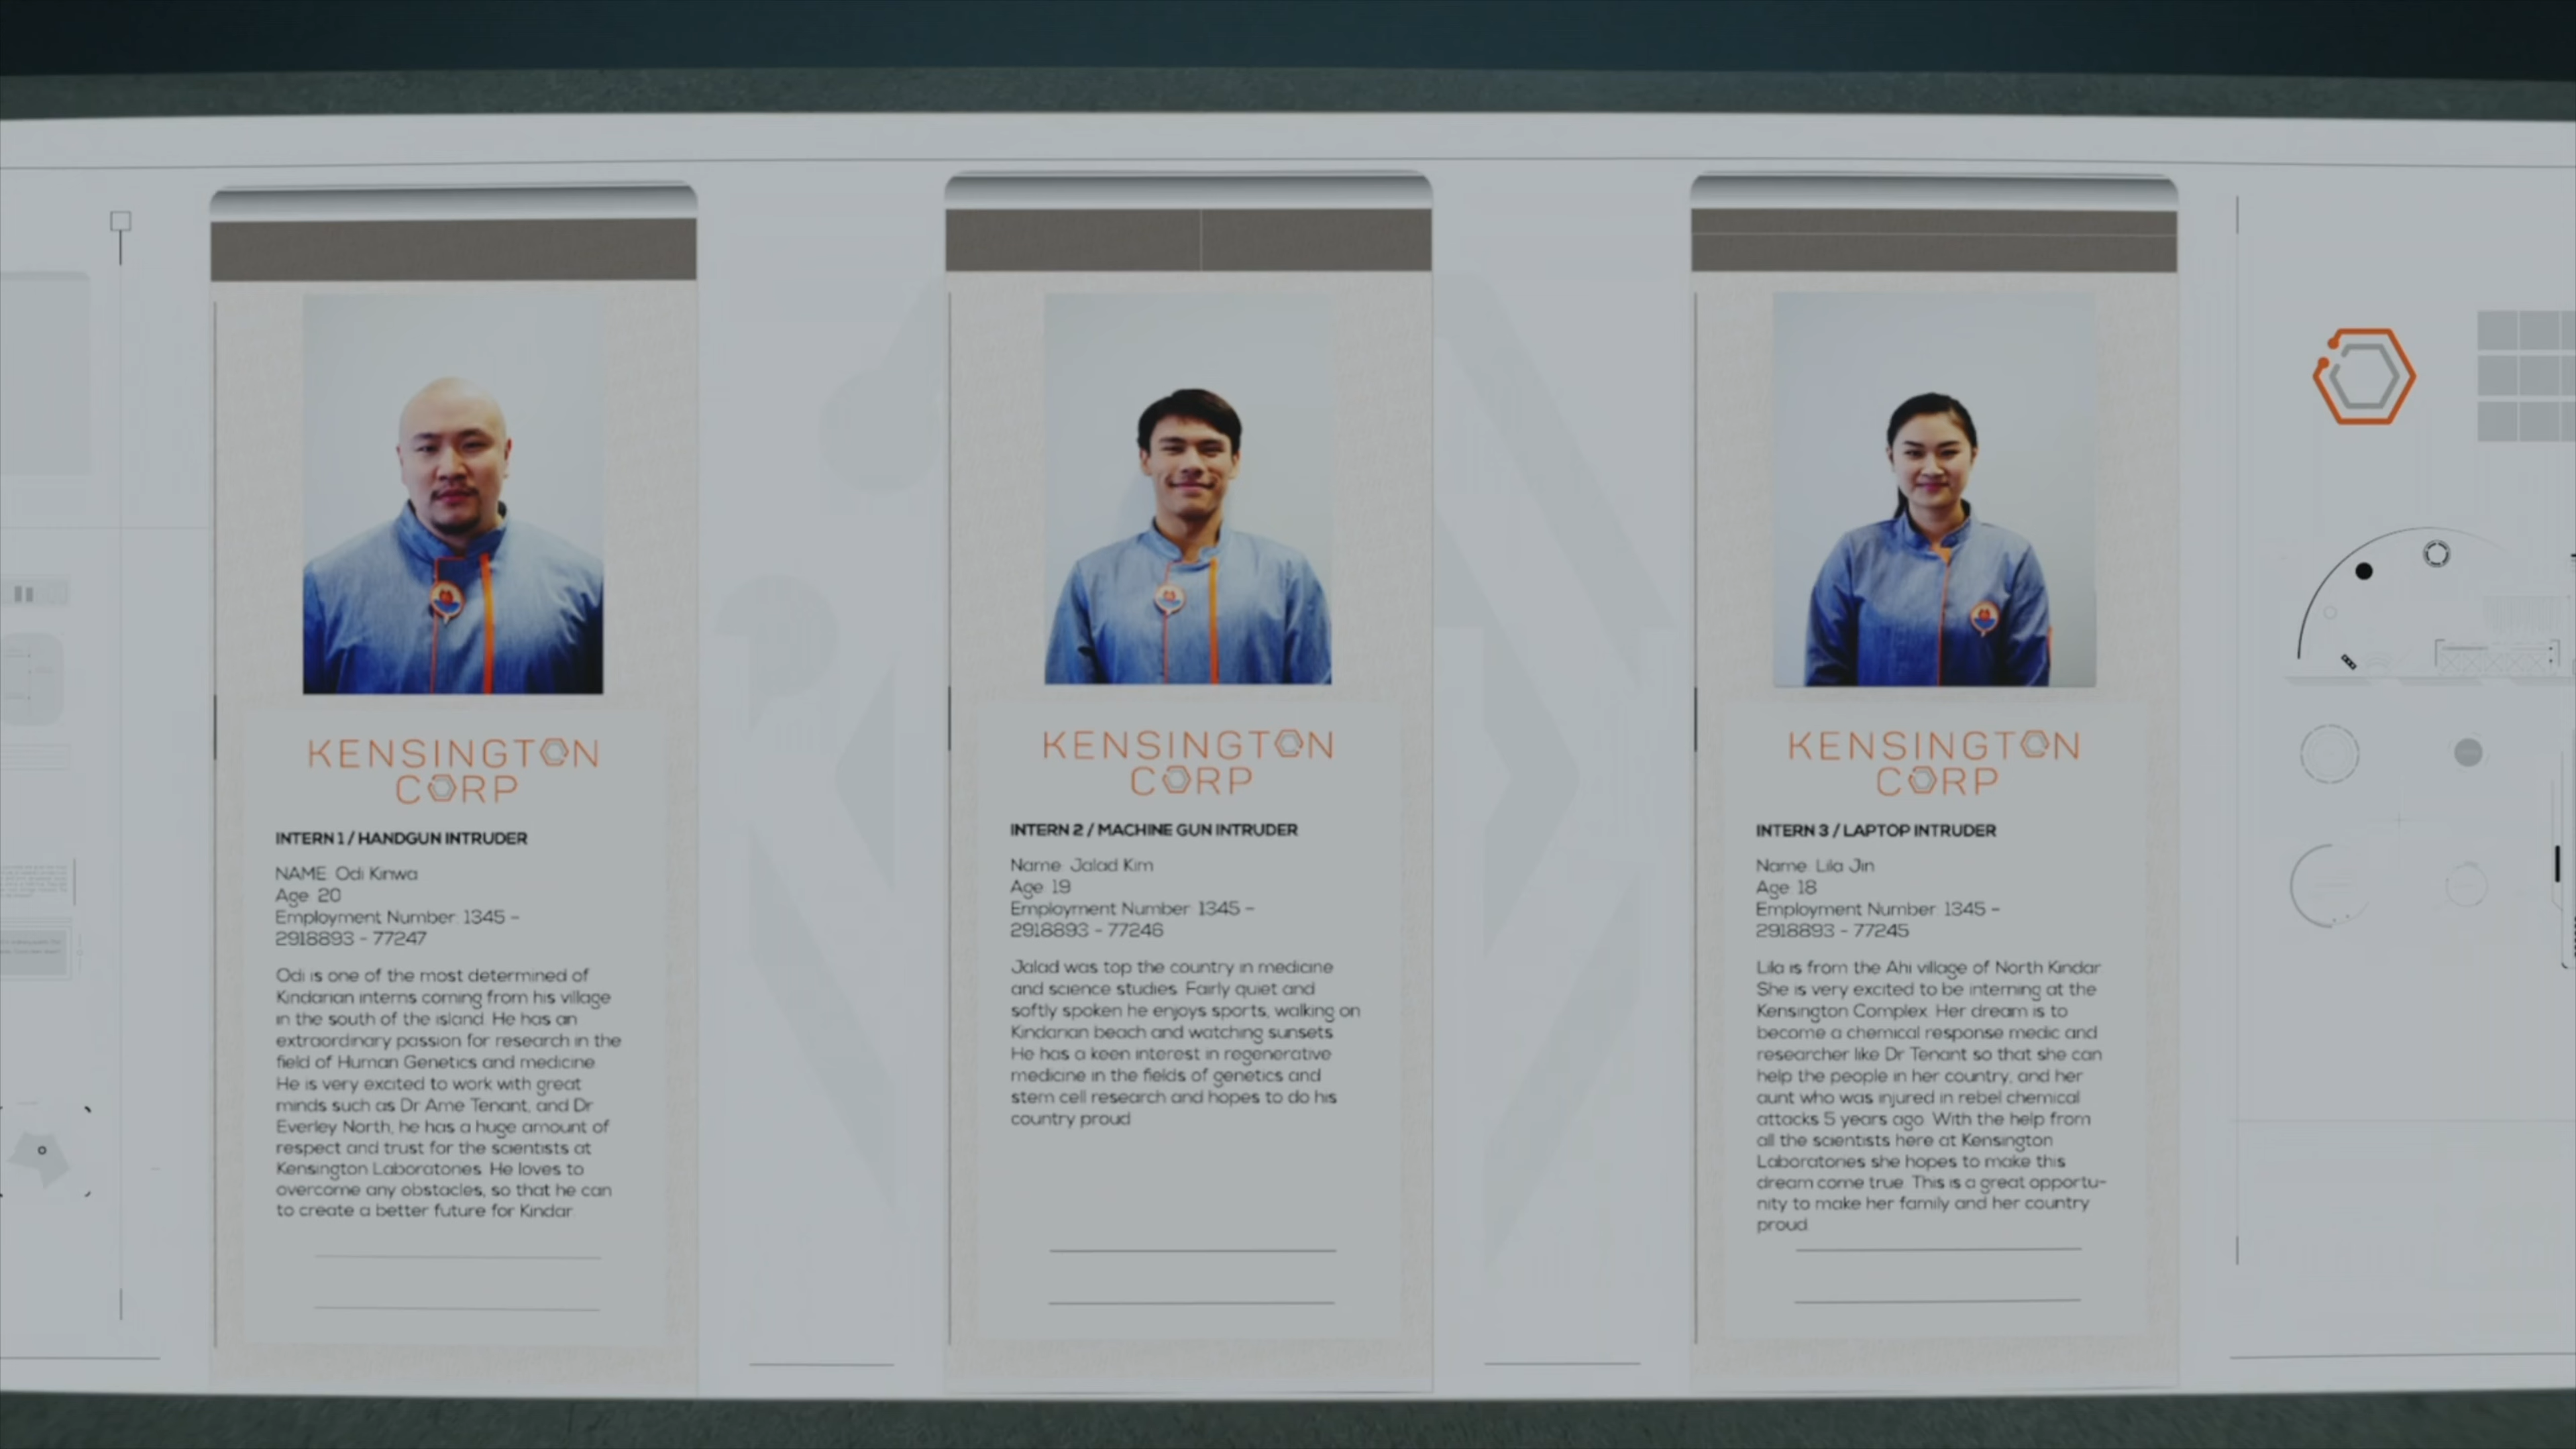 KENSINGTON
CORP
INTERN 1 / HANDGUN INTRUDER
NAME: Odi Kinwa
Age: 20
Employment Number: 1345 –
2918893 – 77247
Odi is one of the most determined of
Kindarian interns coming from his village
in the south of the island. He has an
extraordinary passion for research in the
field of Human Genetics and medicine.
He is very excited to work with great
minds such as Dr Arne Tenant, and Dr
Everley North, he has a huge amount of
respect and trust for the scientists at
Kensington Laboratories. He loves to
overcome any obstacles, so that he can
to create a better future for Kindar.
KENSINGTON
CORP
INTERN 2 / MACHINE GUN INTRUDER
Name: Jalad Kim
Age: 19
Employment Number: 1345 –
2918893 – 77246
Jalad was top the country in medicine
and science studies. Fairly quiet and
softly spoken he enjoys sports, walking on
Kindarian beach and watching sunsets.
He has a keen interest in regenerative
medicine in the fields of genetics and
stem cell research and hopes to do his
country proud.
KENSINGTON
CORP
INTERN 3 / LAPTOP INTRUDER
Name: Lila Jin
Age: 18
Employment Number: 1345 –
2918893 – 77245
Lila is from the Ahi village of North Kindar.
She is very excited to be interning at the
Kensington Complex. Her dream is to
become a chemical response medic and
researcher like Dr Tenant so that she can
help the people in her country, and her
aunt who was injured in rebel chemical
attacks 5 years ago. With the help from
all the scientists here at Kensington
Laboratories she hopes to make this
dream come true. This is a great opportu-
nity to make her family and her country
proud.